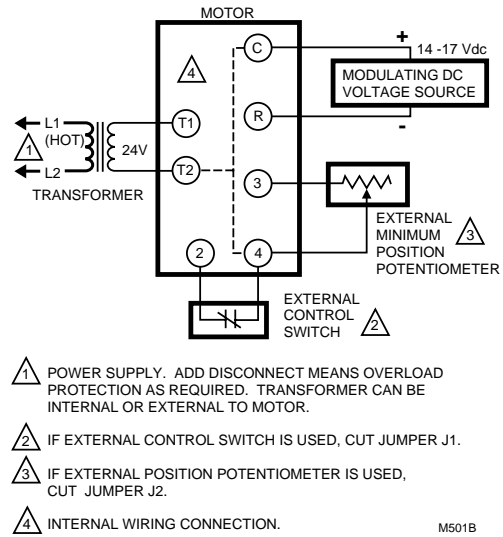 MOTOR
C
+
14 -17 Vdc
4
MODULATING DC
VOLTAGE SOURCE
L1
(HOT)
T1
R
-
1
24V
L2
T2
3
TRANSFORMER
EXTERNAL
MINIMUM
POSITION
POTENTIOMETER
3
2
4
EXTERNAL
CONTROL
SWITCH
2
1 POWER SUPPLY. ADD DISCONNECT MEANS OVERLOAD
PROTECTION AS REQUIRED. TRANSFORMER CAN BE
INTERNAL OR EXTERNAL TO MOTOR.
2 IF EXTERNAL CONTROL SWITCH IS USED, CUT JUMPER J1.
3 IF EXTERNAL POSITION POTENTIOMETER IS USED,
CUT JUMPER J2.
4 INTERNAL WIRING CONNECTION.
M501B